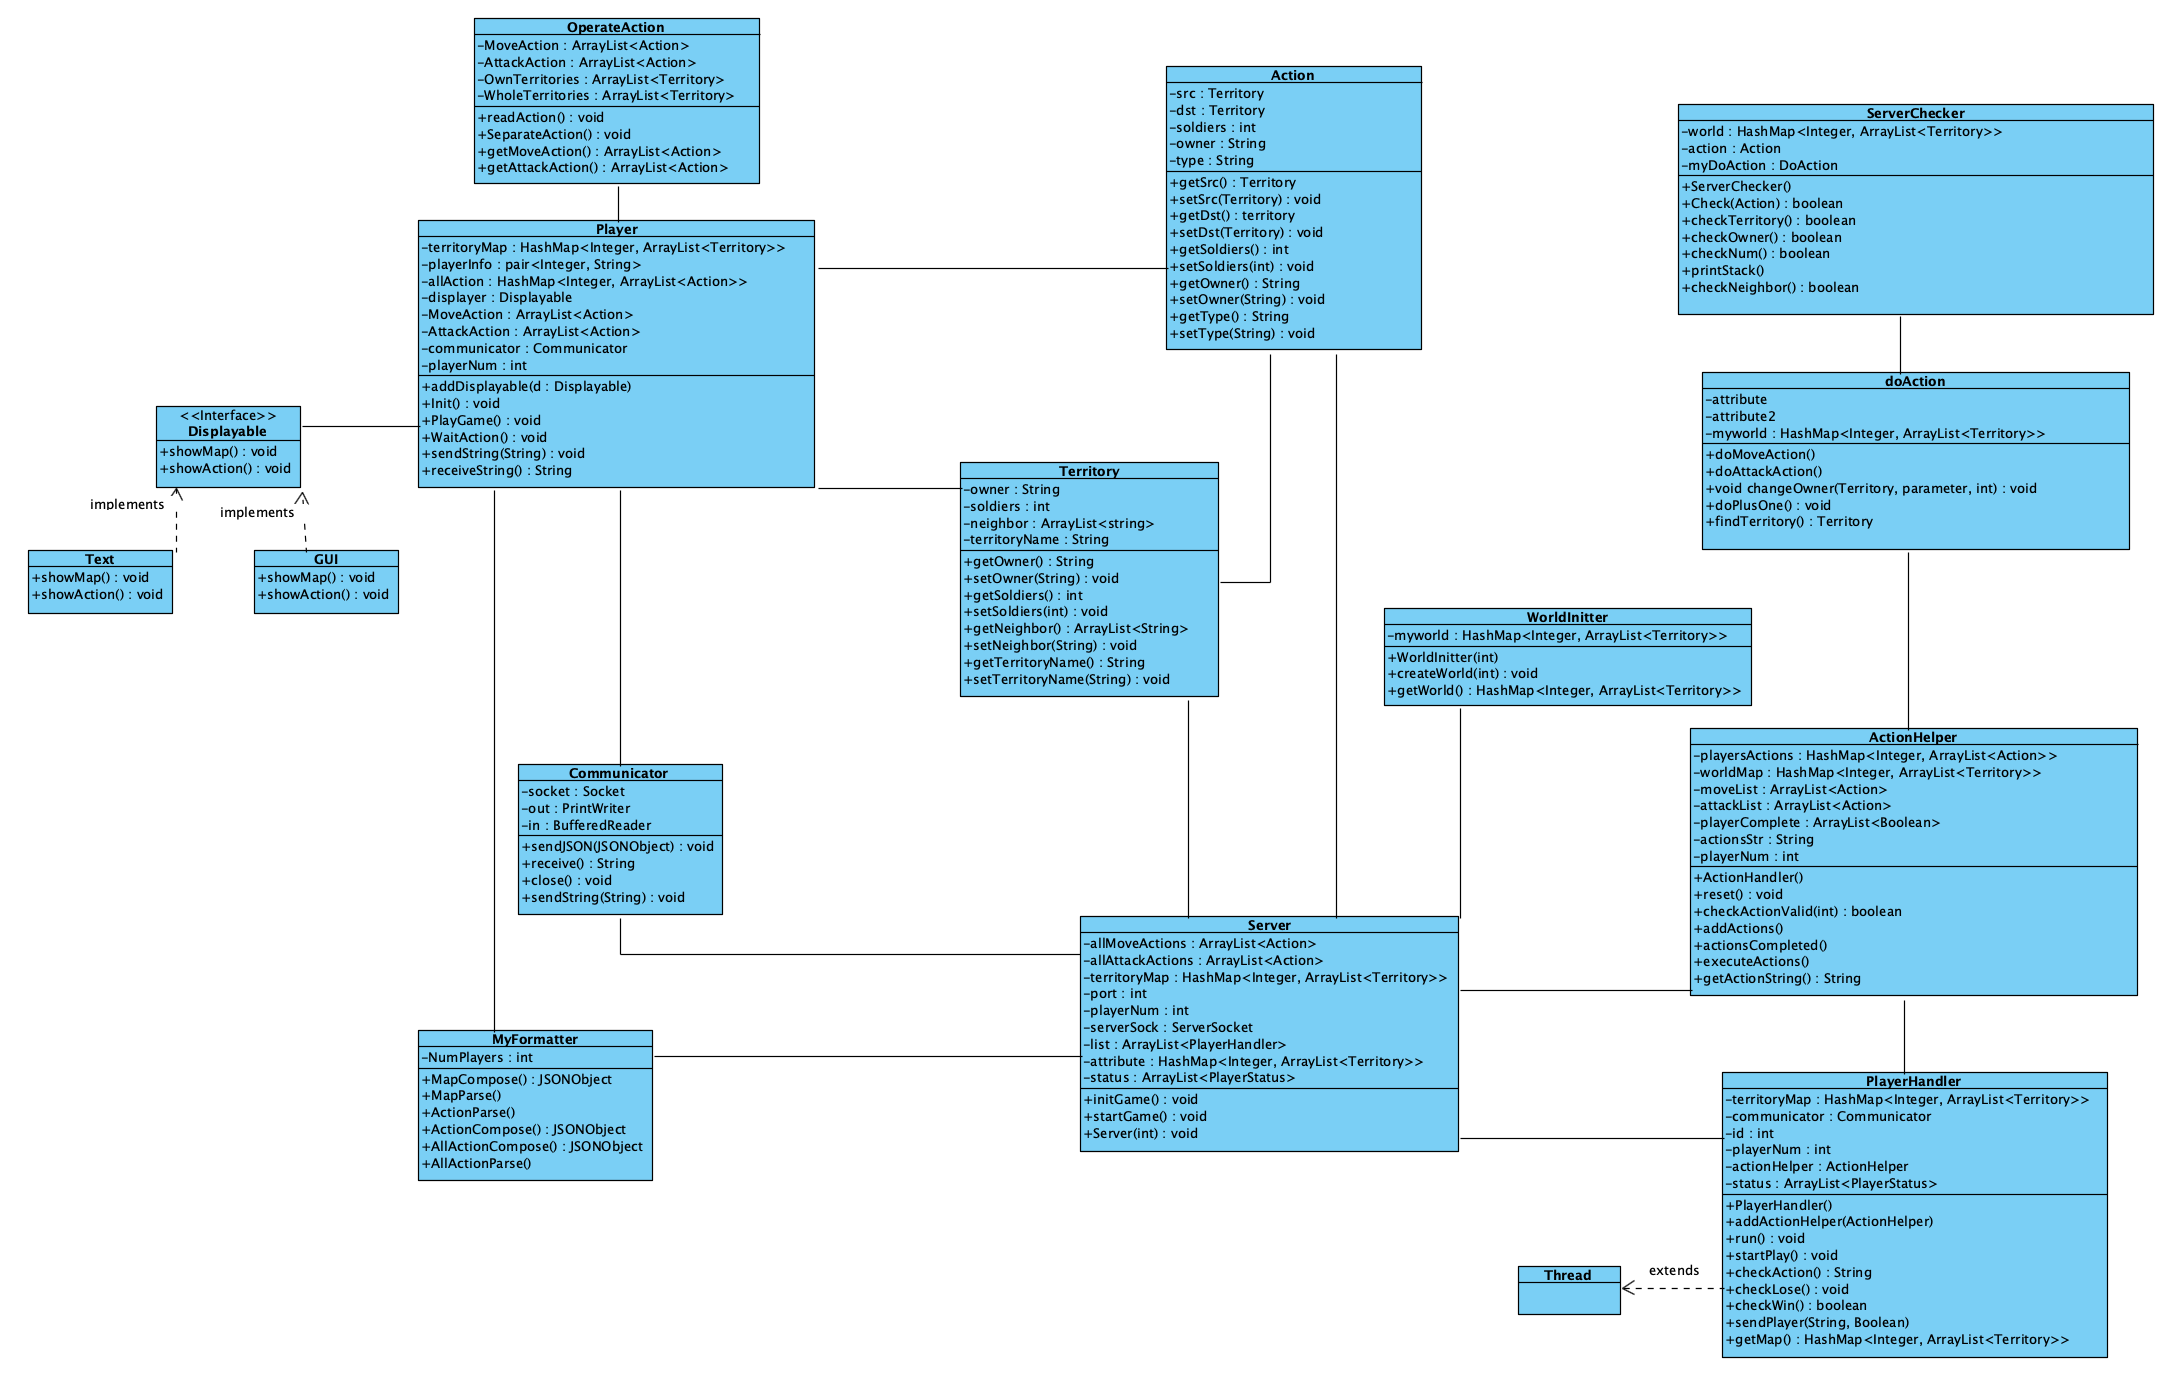 OperateAction
-MoveAction : ArrayList<Action>
-AttackAction : ArrayList<Action>
-OwnTerritories : ArrayList<Territory>
-WholeTerritories : ArrayList<Territory>
+readAction() : void
+SeparateAction() : void
+getMoveAction() : ArrayList<Action>
+getAttackAction() : ArrayList<Action>
Action
-src : Territory
-dst : Territory
-soldiers : int
-owner : String
-type : String
+getSrc() : Territory
+setSrc(Territory) : void
+getDst() : territory
+setDst(Territory) : void
+getSoldiers() : int
+setSoldiers(int) : void
+getOwner() : String
+setOwner(String) : void
+getType() : String
+setType(String) : void
ServerChecker
-world : HashMap<Integer, ArrayList<Territory>>
-action : Action
-myDoAction : DoAction
+ServerChecker()
+Check(Action) : boolean
+checkTerritory() : boolean
+checkOwner() : boolean
+checkNum() : boolean
+printStack()
+checkNeighbor() : boolean
Player
-territoryMap : HashMap<Integer, ArrayList<Territory>>
-playerInfo : pair<Integer, String>
-allAction : HashMap<Integer, ArrayList<Action>>
-displayer : Displayable
-MoveAction : ArrayList<Action>
-AttackAction : ArrayList<Action>
-communicator : Communicator
-playerNum : int
+addDisplayable(d : Displayable)
+Init() : void
+PlayGame() : void
+WaitAction() : void
+sendString(String) : void
+receiveString() : String
doAction
-attribute
-attribute2
-myworld : HashMap<Integer, ArrayList<Territory>>
+doMoveAction()
+doAttackAction()
+void changeOwner(Territory, parameter, int) : void
+doPlusOne() : void
+findTerritory() : Territory
<<Interface>>
Displayable
+showMap() : void
+showAction() : void
implements
implements
Text
+showMap() : void
+showAction() : void
GUI
+showMap() : void
+showAction() : void
Territory
-owner : String
-soldiers : int
-neighbor : ArrayList<string>
-territoryName : String
+getOwner() : String
+setOwner(String) : void
+getSoldiers() : int
+setSoldiers(int) : void
+getNeighbor() : ArrayList<String>
+setNeighbor(String) : void
+getTerritoryName() : String
+setTerritoryName(String) : void
WorldInitter
-myworld : HashMap<Integer, ArrayList<Territory>>
+WorldInitter(int)
+createWorld(int) : void
+getWorld() : HashMap<Integer, ArrayList<Territory>>
ActionHelper
-playersActions : HashMap<Integer, ArrayList<Action>>
-worldMap : HashMap<Integer, ArrayList<Territory>>
-moveList : ArrayList<Action>
-attackList : ArrayList<Action>
-playerComplete : ArrayList<Boolean>
-actionsStr : String
-playerNum : int
+ActionHandler()
+reset() : void
+checkActionValid(int) : boolean
+addActions()
+actionsCompleted()
+executeActions()
+getActionString() : String
Communicator
-socket : Socket
-out : PrintWriter
-in : BufferedReader
+sendJSON(JSONObject) : void
+receive() : String
+close() : void
+sendString(String) : void
Server
-allMoveActions : ArrayList<Action>
-allAttackActions : ArrayList<Action>
-territoryMap : HashMap<Integer, ArrayList<Territory>>
-port : int
-playerNum : int
-serverSock : ServerSocket
-list : ArrayList<PlayerHandler>
-attribute : HashMap<Integer, ArrayList<Territory>>
-status : ArrayList<PlayerStatus>
+initGame() : void
+startGame() : void
+Server(int) : void
MyFormatter
-NumPlayers : int
+MapCompose() : JSONObject
+MapParse()
+ActionParse()
+ActionCompose() : JSONObject
+AllActionCompose() : JSONObject
+AllActionParse()
PlayerHandler
-territoryMap : HashMap<Integer, ArrayList<Territory>>
-communicator : Communicator
-id : int
-playerNum : int
-actionHelper : ActionHelper
-status : ArrayList<PlayerStatus>
+PlayerHandler()
+addActionHelper(ActionHelper)
+run() : void
+startPlay() : void
+checkAction() : String
+checkLose() : void
+checkWin() : boolean
+sendPlayer(String, Boolean)
+getMap() : HashMap<Integer, ArrayList<Territory>>
Thread
extends